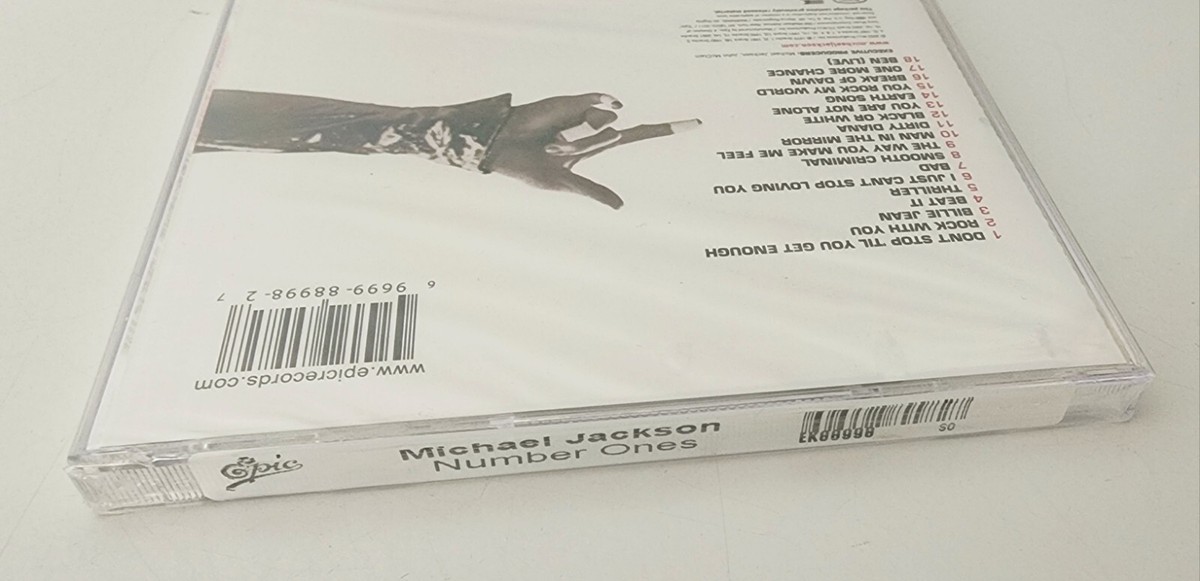 1 DON'T STOP 'TIL YOU GET ENOUGH
2 ROCK WITH YOU
3 BILLIE JEAN
4 BEAT IT
5 THRILLER
6 I JUST CAN'T STOP LOVING YOU
7 BAD
8 SMOOTH CRIMINAL
9 THE WAY YOU MAKE ME FEEL
10 MAN IN THE MIRROR
11 DIRTY DIANA
12 BLACK OR WHITE
13 YOU ARE NOT ALONE
14 EARTH SONG
15 YOU ROCK MY WORLD
16 BREAK OF DAWN
17 ONE MORE CHANCE
18 BEN (LIVE)
EXECUTIVE PRODUCERS: Michael Jackson, John McClain
www.michaeljackson.com
www.epicrecords.com
6 9699-88998-2 7
Epic
Michael Jackson
Number Ones
EK88998
SO